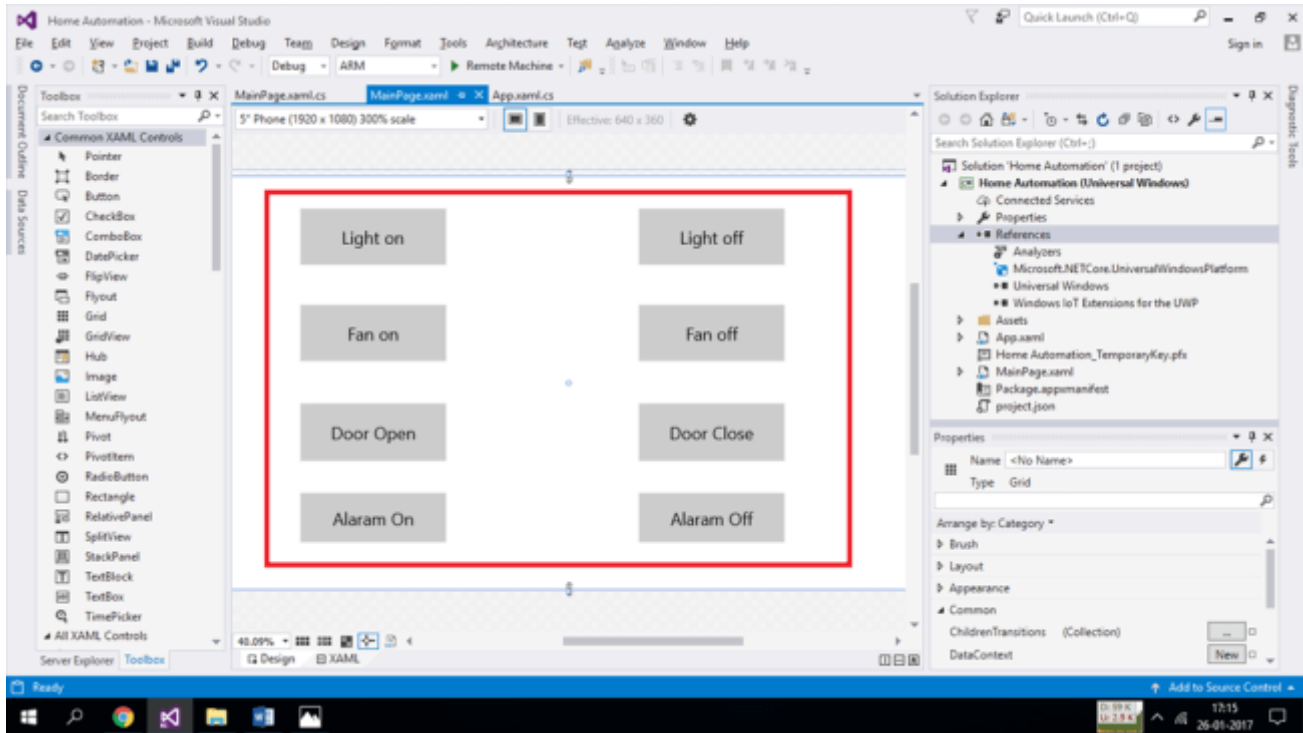 Home Automation - Microsoft Visual Studio
Quick Launch (Ctrl+Q)
File Edit View Project Build Debug Team Design Format Tools Architecture Test Analyze Window Help
Sign in
Debug ARM Remote Machine
Document Outline
Data Sources
Toolbox
Search Toolbox
Common XAML Controls
Pointer
Border
Button
CheckBox
ComboBox
DatePicker
FlipView
Flyout
Grid
GridView
Hub
Image
ListView
MenuFlyout
Pivot
PivotItem
RadioButton
Rectangle
RelativePanel
SplitView
StackPanel
TextBlock
TextBox
TimePicker
All XAML Controls
Server Explorer Toolbox
MainPage.xaml.cs MainPage.xaml App.xaml.cs
5" Phone (1920 x 1080) 300% scale Effective: 640 x 360
Light on Light off
Fan on Fan off
Door Open Door Close
Alaram On Alaram Off
40.09%
Design XAML
Solution Explorer
Search Solution Explorer (Ctrl+;)
Solution 'Home Automation' (1 project)
Home Automation (Universal Windows)
Connected Services
Properties
References
Analyzers
Microsoft.NETCore.UniversalWindowsPlatform
Universal Windows
Windows IoT Extensions for the UWP
Assets
App.xaml
Home Automation_TemporaryKey.pfx
MainPage.xaml
Package.appxmanifest
project.json
Properties
Name <No Name>
Type Grid
Arrange by: Category
Brush
Layout
Appearance
Common
ChildrenTransitions (Collection) ...
DataContext New
Diagnostic Tools
Ready
Add to Source Control
D: 59 K
U: 2.9 K
17:15
26-01-2017